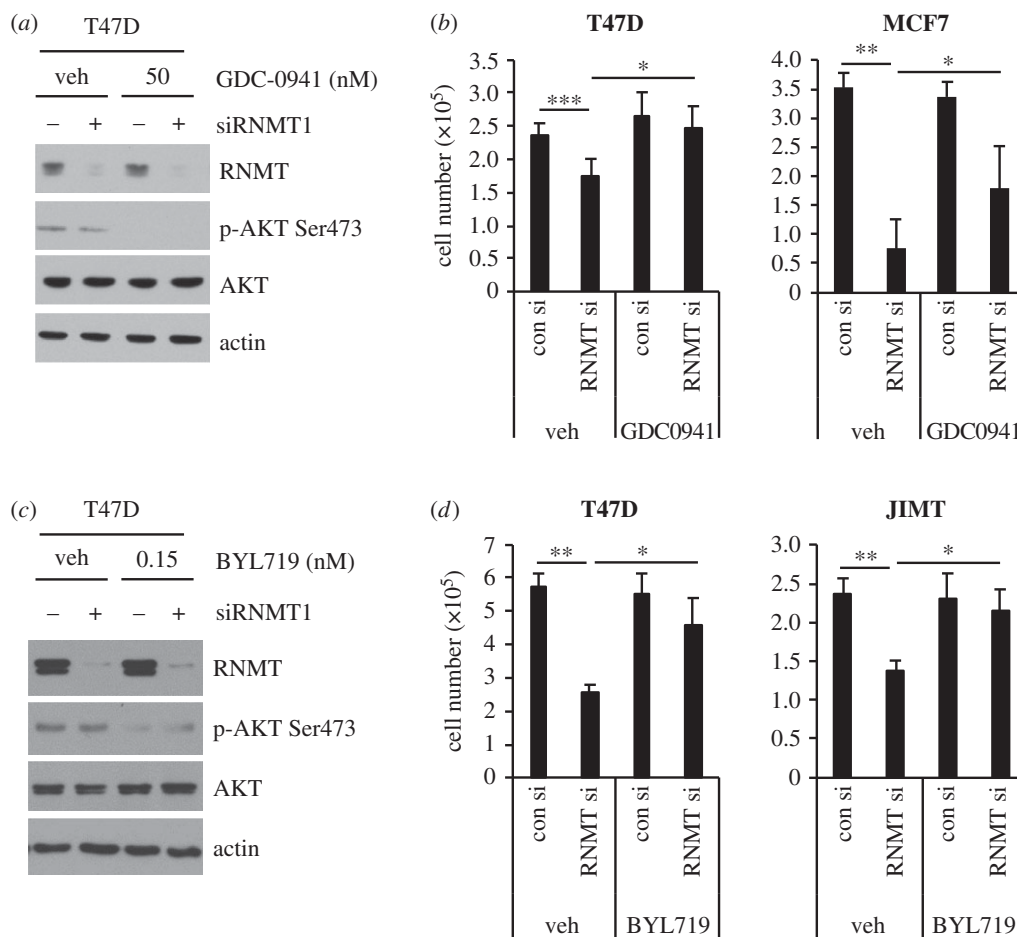 (a)
T47D
veh 50 GDC-0941 (nM)
– + – + siRNMT1
RNMT
p-AKT Ser473
AKT
actin
(b)
T47D
cell number (×10⁵)
3.5
3.0
2.5
2.0
1.5
1.0
0.5
0
***
*
con si
RNMT si
con si
RNMT si
veh GDC0941
MCF7
4.0
3.5
3.0
2.5
2.0
1.5
1.0
0.5
0
**
*
con si
RNMT si
con si
RNMT si
veh GDC0941
(c)
T47D
veh 0.15 BYL719 (nM)
– + – + siRNMT1
RNMT
p-AKT Ser473
AKT
actin
(d)
T47D
cell number (×10⁵)
7
6
5
4
3
2
1
0
**
*
con si
RNMT si
con si
RNMT si
veh BYL719
JIMT
3.0
2.5
2.0
1.5
1.0
0.5
0
**
*
con si
RNMT si
con si
RNMT si
veh BYL719